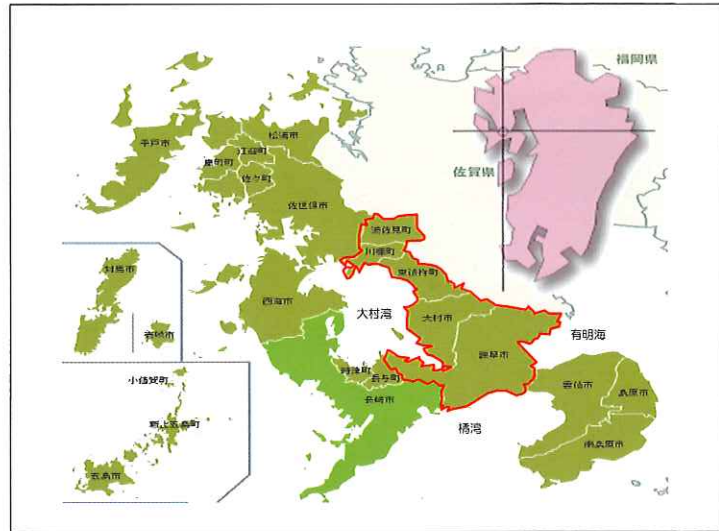 福岡県
佐賀県
松浦市
平戸市
江迎町
鹿町町
佐々町
佐世保市
波佐見町
川棚町
東彼杵町
対馬市
壱岐市
西海市
大村湾
大村市
諫早市
有明海
時津町
長与町
長崎市
橘湾
雲仙市
島原市
南島原市
小値賀町
新上五島町
五島市